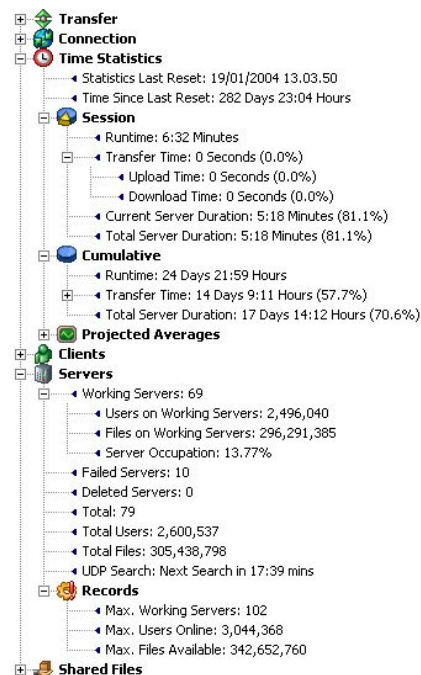 Transfer
Connection
Time Statistics
Statistics Last Reset: 19/01/2004 13.03.50
Time Since Last Reset: 282 Days 23:04 Hours
Session
Runtime: 6:32 Minutes
Transfer Time: 0 Seconds (0.0%)
Upload Time: 0 Seconds (0.0%)
Download Time: 0 Seconds (0.0%)
Current Server Duration: 5:18 Minutes (81.1%)
Total Server Duration: 5:18 Minutes (81.1%)
Cumulative
Runtime: 24 Days 21:59 Hours
Transfer Time: 14 Days 9:11 Hours (57.7%)
Total Server Duration: 17 Days 14:12 Hours (70.6%)
Projected Averages
Clients
Servers
Working Servers: 69
Users on Working Servers: 2,496,040
Files on Working Servers: 296,291,385
Server Occupation: 13.77%
Failed Servers: 10
Deleted Servers: 0
Total: 79
Total Users: 2,600,537
Total Files: 305,438,798
UDP Search: Next Search in 17:39 mins
Records
Max. Working Servers: 102
Max. Users Online: 3,044,368
Max. Files Available: 342,652,760
Shared Files